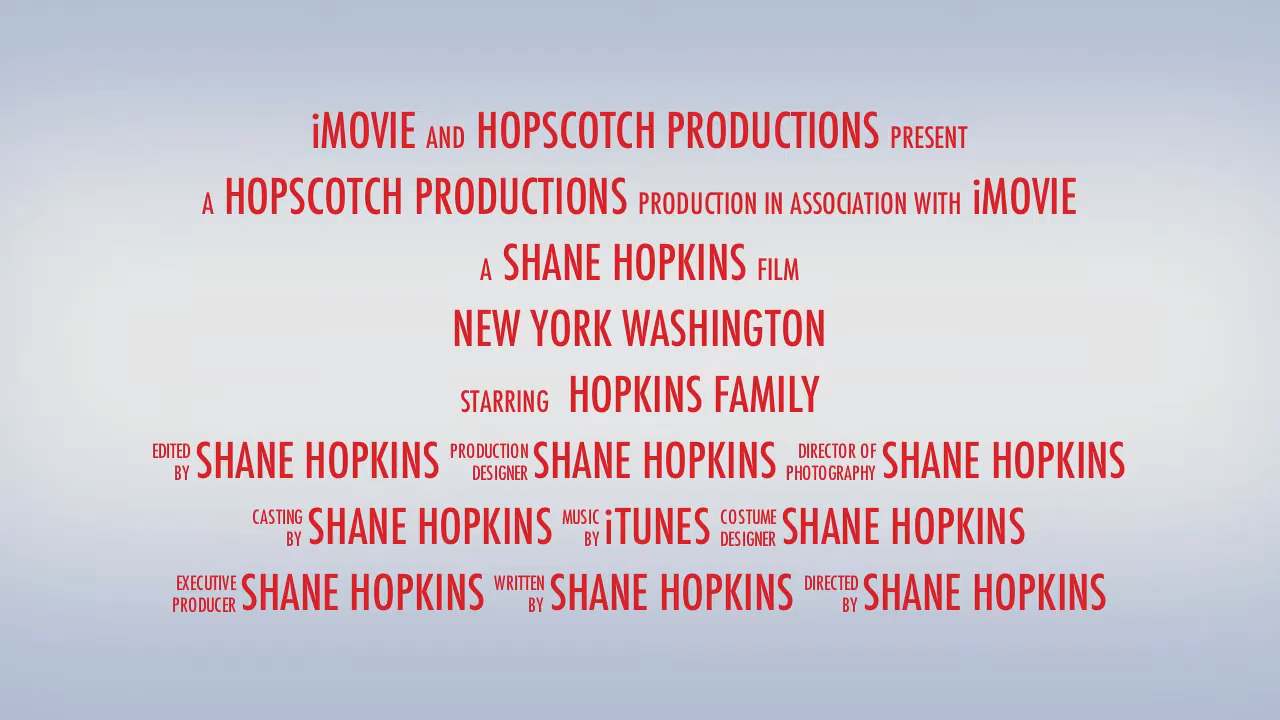 iMOVIE AND HOPSCOTCH PRODUCTIONS PRESENT
A HOPSCOTCH PRODUCTIONS PRODUCTION IN ASSOCIATION WITH iMOVIE
A SHANE HOPKINS FILM
NEW YORK WASHINGTON
STARRING HOPKINS FAMILY
EDITED BY SHANE HOPKINS PRODUCTION DESIGNER SHANE HOPKINS DIRECTOR OF PHOTOGRAPHY SHANE HOPKINS
CASTING BY SHANE HOPKINS MUSIC BY iTUNES COSTUME DESIGNER SHANE HOPKINS
EXECUTIVE PRODUCER SHANE HOPKINS WRITTEN BY SHANE HOPKINS DIRECTED BY SHANE HOPKINS